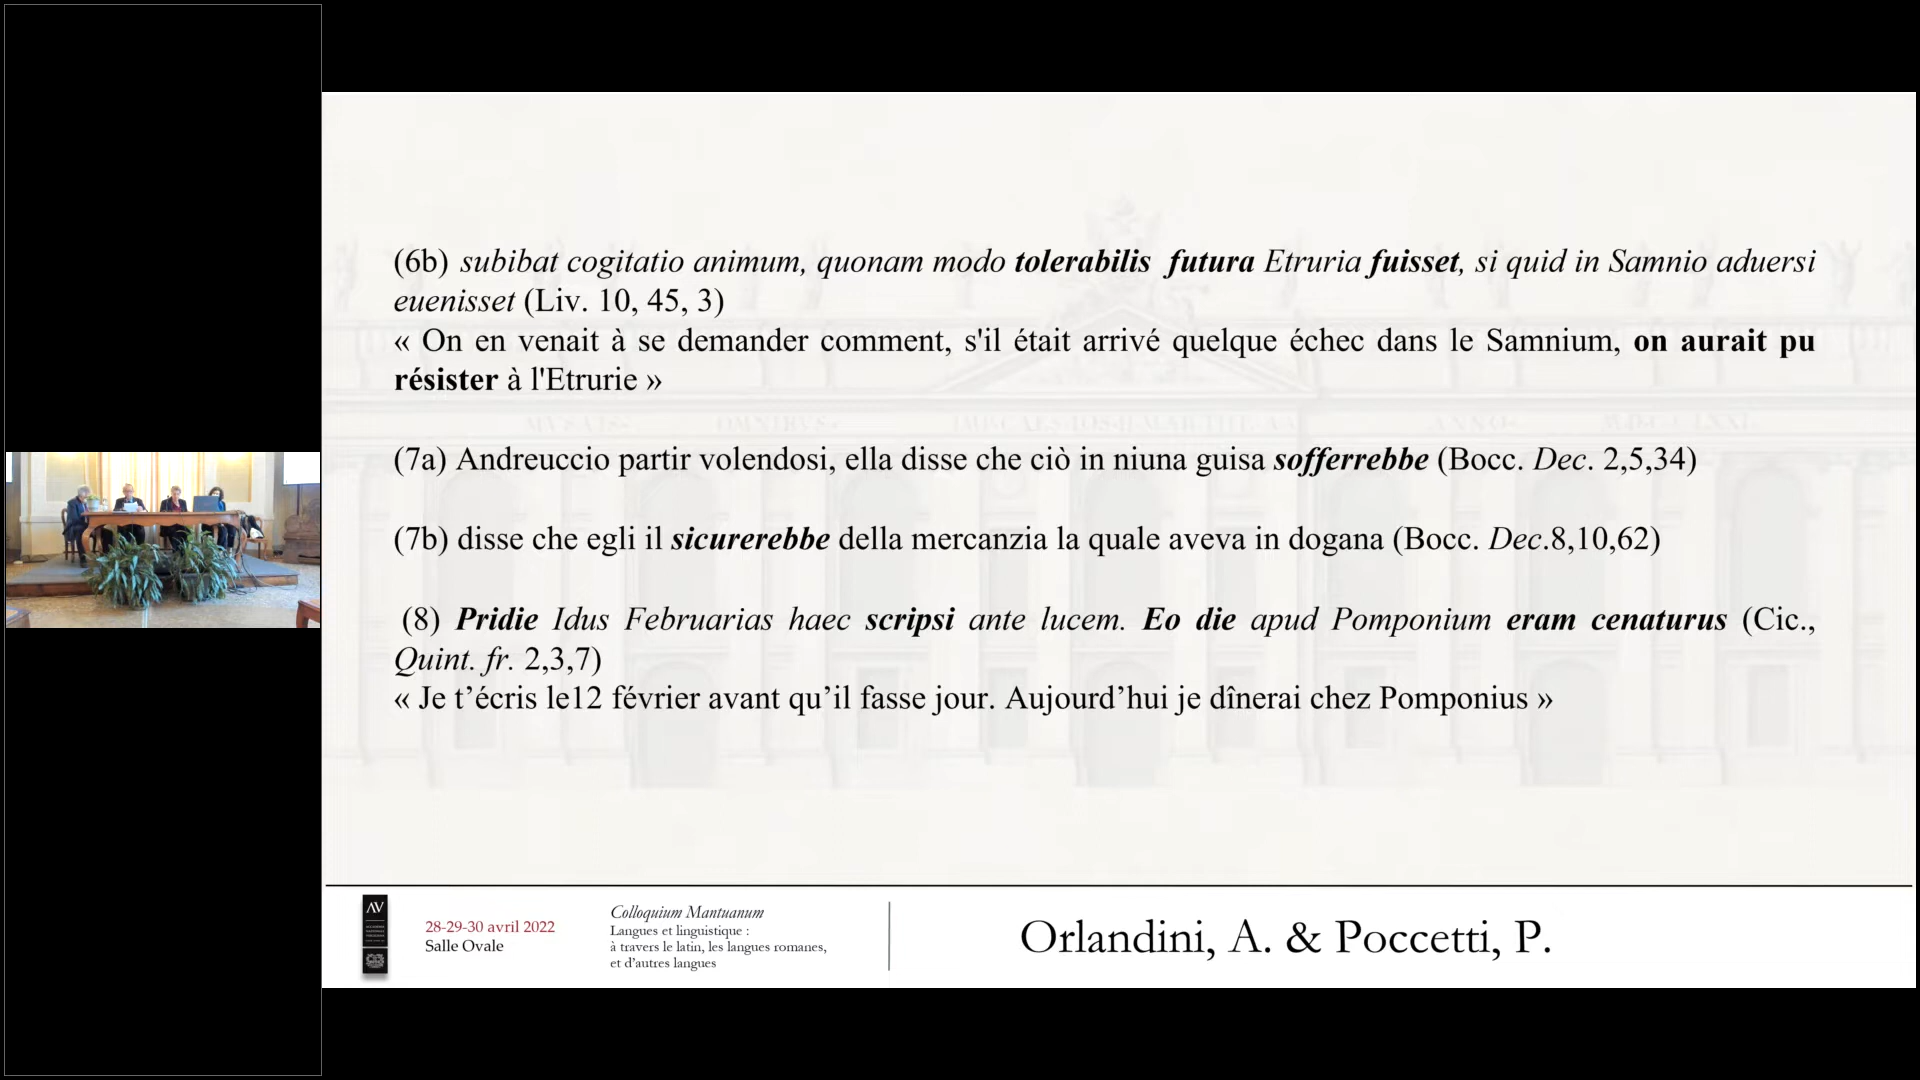 (6b) subibat cogitatio animum, quonam modo tolerabilis futura Etruria fuisset, si quid in Samnio aduersi
euenisset (Liv. 10, 45, 3)
« On en venait à se demander comment, s'il était arrivé quelque échec dans le Samnium, on aurait pu
résister à l'Etrurie »
(7a) Andreuccio partir volendosi, ella disse che ciò in niuna guisa sofferrebbe (Bocc. Dec. 2,5,34)
(7b) disse che egli il sicurerebbe della mercanzia la quale aveva in dogana (Bocc. Dec.8,10,62)
(8) Pridie Idus Februarias haec scripsi ante lucem. Eo die apud Pomponium eram cenaturus (Cic.,
Quint. fr. 2,3,7)
« Je t’écris le12 février avant qu’il fasse jour. Aujourd’hui je dînerai chez Pomponius »
AV
28-29-30 avril 2022
Salle Ovale
Colloquium Mantuanum
Langues et linguistique :
à travers le latin, les langues romanes,
et d’autres langues
Orlandini, A. & Poccetti, P.